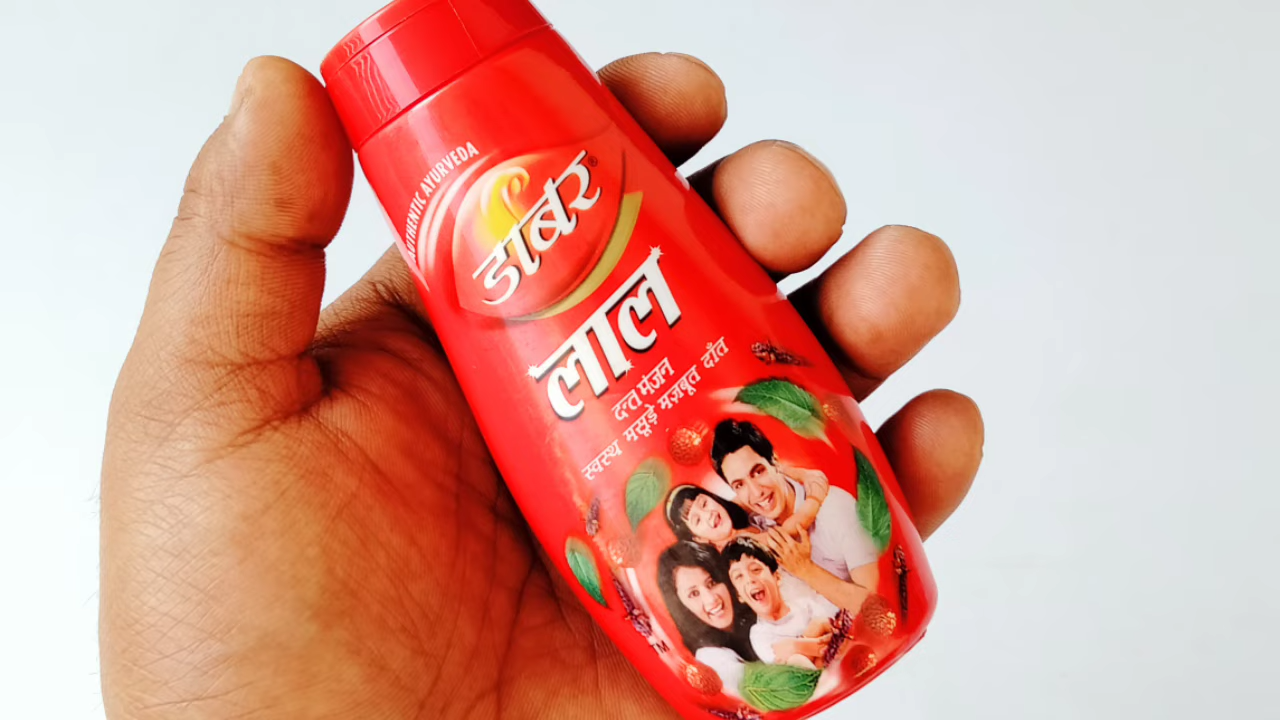 AUTHENTIC AYURVEDA
डाबर®
लाल
दन्त मंजन
स्वस्थ मसूड़े मज़बूत दाँत